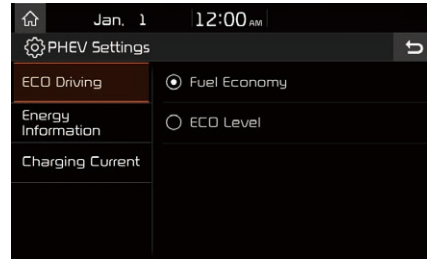 Jan. 1 12:00 AM
PHEV Settings
ECO Driving
Fuel Economy
Energy
Information
ECO Level
Charging Current